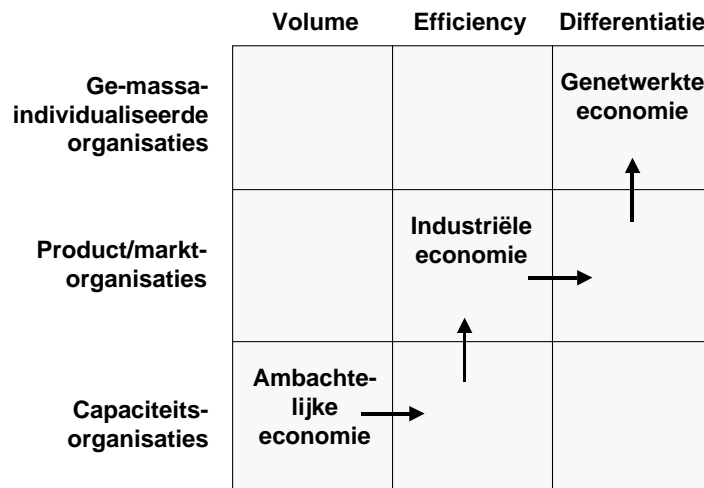 Volume Efficiency Differentiatie
Ge-massa-
individualiseerde
organisaties
Genetwerkte
economie
Product/markt-
organisaties
Industriële
economie
Capaciteits-
organisaties
Ambachte-
lijke
economie